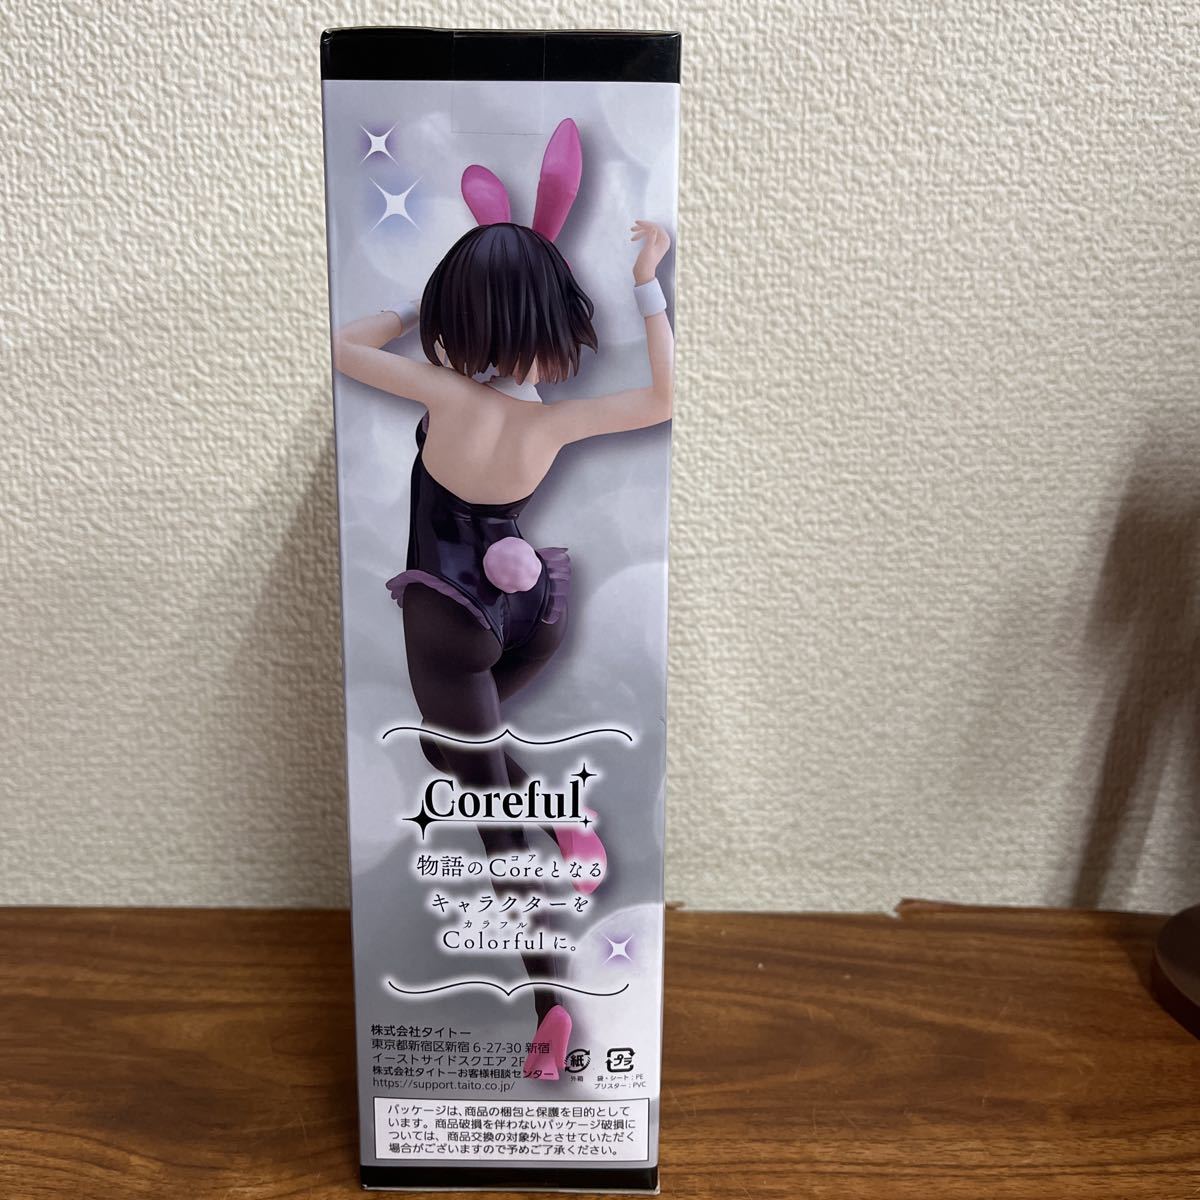 Coreful
物語のCoreとなる
コア
キャラクターを
カラフル
Colorfulに。
株式会社タイトー
東京都新宿区新宿 6-27-30 新宿
イーストサイドスクエア 2F
株式会社タイトーお客様相談センター
https://support.taito.co.jp/
紙
外箱
プラ
袋・シート:PE
ブリスター:PVC
パッケージは、商品の梱包と保護を目的として
います。商品破損を伴わないパッケージ破損に
ついては、商品交換の対象外とさせていただく
場合がございますので予めご了承ください。